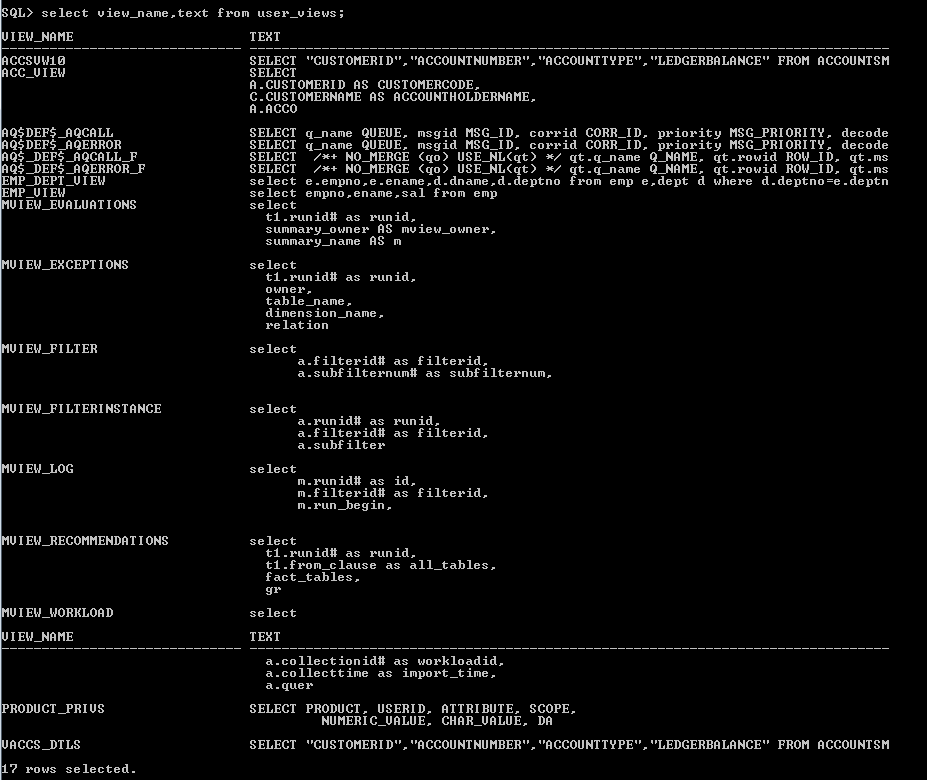 SQL> select view_name,text from user_views;
VIEW_NAME                      TEXT
------------------------------ --------------------------------------------------------------------------------
ACCSVW10                       SELECT "CUSTOMERID","ACCOUNTNUMBER","ACCOUNTTYPE","LEDGERBALANCE" FROM ACCOUNTSM
ACC_VIEW                       SELECT
                               A.CUSTOMERID AS CUSTOMERCODE,
                               C.CUSTOMERNAME AS ACCOUNTHOLDERNAME,
                               A.ACCO
AQ$DEF$_AQCALL                 SELECT q_name QUEUE, msgid MSG_ID, corrid CORR_ID, priority MSG_PRIORITY, decode
AQ$DEF$_AQERROR                SELECT q_name QUEUE, msgid MSG_ID, corrid CORR_ID, priority MSG_PRIORITY, decode
AQ$_DEF$_AQCALL_F              SELECT  /*+ NO_MERGE (qo) USE_NL(qt) */ qt.q_name Q_NAME, qt.rowid ROW_ID, qt.ms
AQ$_DEF$_AQERROR_F             SELECT  /*+ NO_MERGE (qo) USE_NL(qt) */ qt.q_name Q_NAME, qt.rowid ROW_ID, qt.ms
EMP_DEPT_VIEW                  select e.empno,e.ename,d.dname,d.deptno from emp e,dept d where d.deptno=e.deptn
EMP_VIEW                       select empno,ename,sal from emp
MVIEW_EVALUATIONS              select
                                 t1.runid# as runid,
                                 summary_owner AS mview_owner,
                                 summary_name AS m
MVIEW_EXCEPTIONS               select
                                 t1.runid# as runid,
                                 owner,
                                 table_name,
                                 dimension_name,
                                 relation
MVIEW_FILTER                   select
                                     a.filterid# as filterid,
                                     a.subfilternum# as subfilternum,
MVIEW_FILTERINSTANCE           select
                                     a.runid# as runid,
                                     a.filterid# as filterid,
                                     a.subfilter
MVIEW_LOG                      select
                                     m.runid# as id,
                                     m.filterid# as filterid,
                                     m.run_begin,
MVIEW_RECOMMENDATIONS          select
                                 t1.runid# as runid,
                                 t1.from_clause as all_tables,
                                 fact_tables,
                                 gr
MVIEW_WORKLOAD                 select
VIEW_NAME                      TEXT
------------------------------ --------------------------------------------------------------------------------
                                 a.collectionid# as workloadid,
                                 a.collecttime as import_time,
                                 a.quer
PRODUCT_PRIVS                  SELECT PRODUCT, USERID, ATTRIBUTE, SCOPE,
                                        NUMERIC_VALUE, CHAR_VALUE, DA
VACCS_DTLS                     SELECT "CUSTOMERID","ACCOUNTNUMBER","ACCOUNTTYPE","LEDGERBALANCE" FROM ACCOUNTSM
17 rows selected.